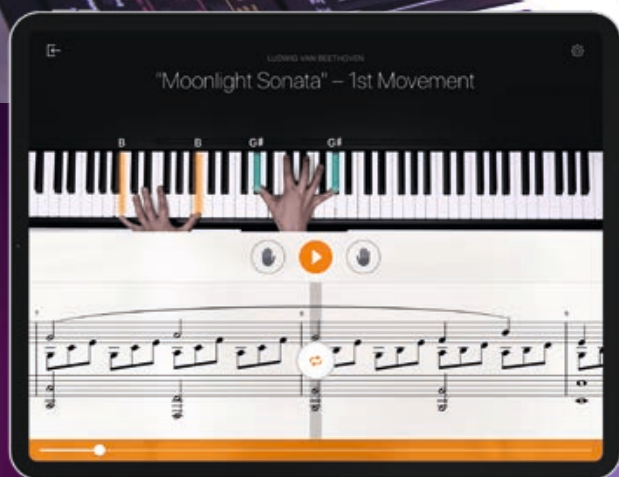 LUDWIG VAN BEETHOVEN
"Moonlight Sonata" – 1st Movement
B B G# G#